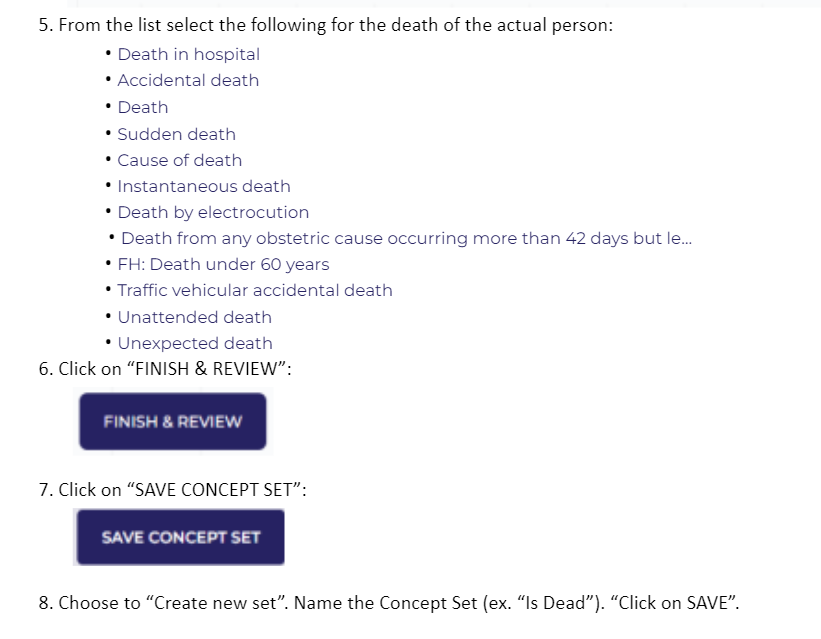 5. From the list select the following for the death of the actual person:
• Death in hospital
• Accidental death
• Death
• Sudden death
• Cause of death
• Instantaneous death
• Death by electrocution
• Death from any obstetric cause occurring more than 42 days but le...
• FH: Death under 60 years
• Traffic vehicular accidental death
• Unattended death
• Unexpected death
6. Click on “FINISH & REVIEW”:
FINISH & REVIEW
7. Click on “SAVE CONCEPT SET”:
SAVE CONCEPT SET
8. Choose to “Create new set”. Name the Concept Set (ex. “Is Dead”). “Click on SAVE”.